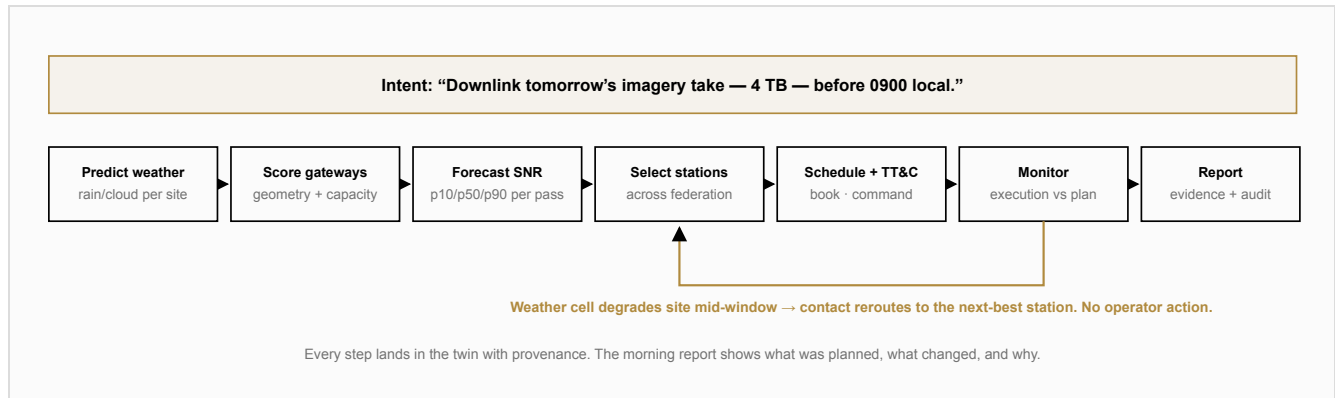 Intent: “Downlink tomorrow’s imagery take — 4 TB — before 0900 local.”
Predict weather
rain/cloud per site
Score gateways
geometry + capacity
Forecast SNR
p10/p50/p90 per pass
Select stations
across federation
Schedule + TT&C
book · command
Monitor
execution vs plan
Report
evidence + audit
Weather cell degrades site mid-window → contact reroutes to the next-best station. No operator action.
Every step lands in the twin with provenance. The morning report shows what was planned, what changed, and why.